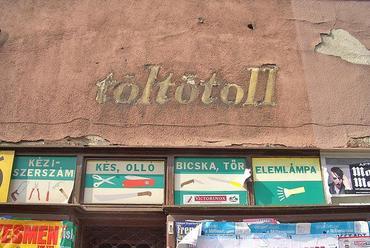 töltőtoll
KÉZI-
SZERSZÁM
KÉS, OLLÓ
BICSKA, TŐR
ELEMLÁMPA
VICTORINOX